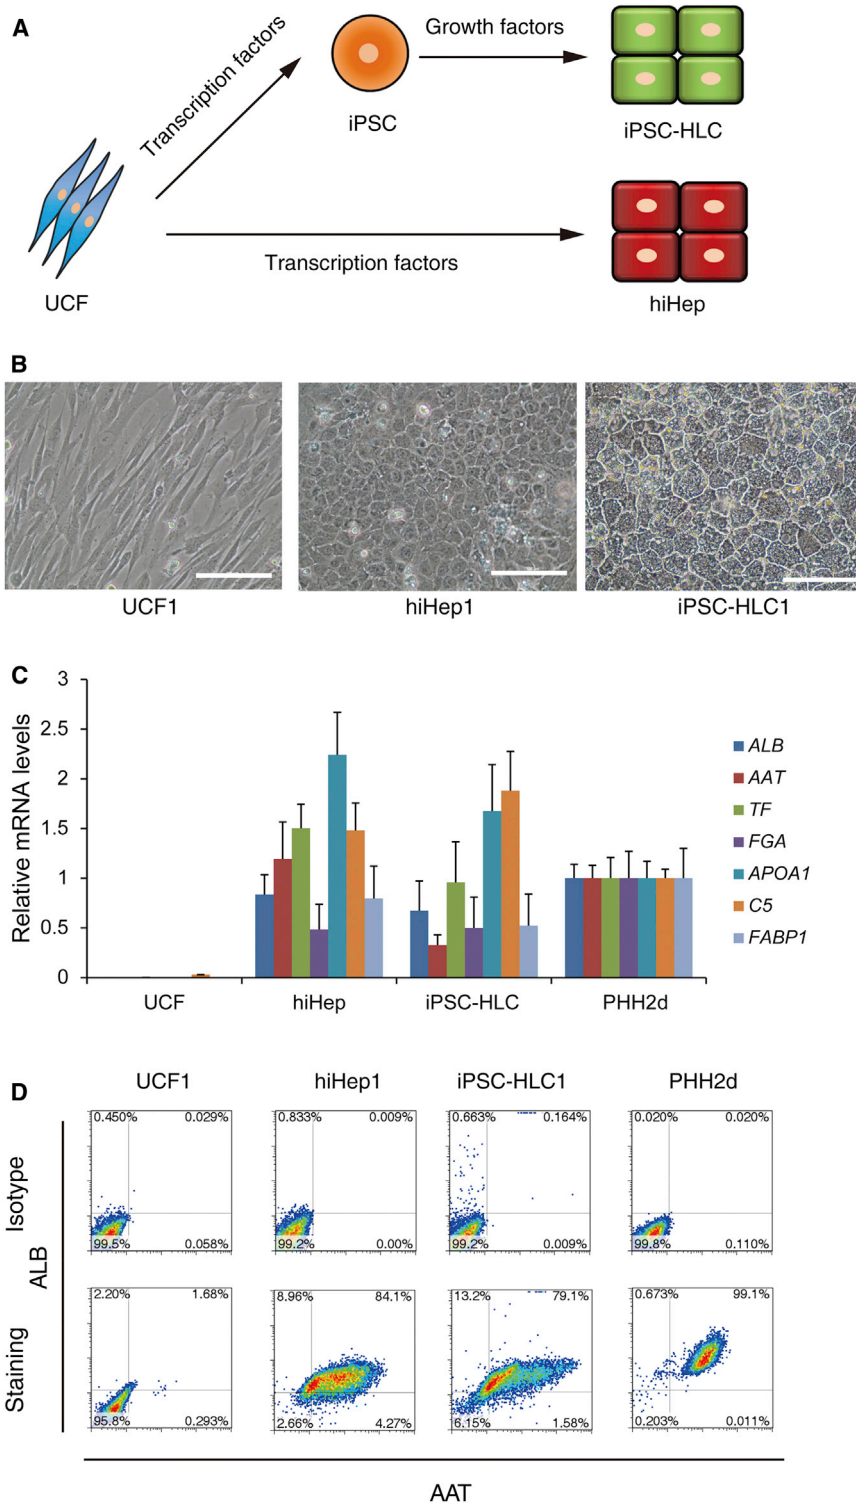 A
Transcription factors
iPSC
Growth factors
iPSC-HLC
UCF
Transcription factors
hiHep
B
UCF1
hiHep1
iPSC-HLC1
C
Relative mRNA levels
3
2.5
2
1.5
1
0.5
0
UCF
hiHep
iPSC-HLC
PHH2d
ALB
AAT
TF
FGA
APOA1
C5
FABP1
D
UCF1
hiHep1
iPSC-HLC1
PHH2d
ALB
Isotype
0.450% 0.029%
99.5% 0.058%
0.833% 0.009%
99.2% 0.00%
0.663% 0.164%
99.2% 0.009%
0.020% 0.020%
99.8% 0.110%
Staining
2.20% 1.68%
95.8% 0.293%
8.96% 84.1%
2.66% 4.27%
13.2% 79.1%
6.15% 1.58%
0.673% 99.1%
0.203% 0.011%
AAT